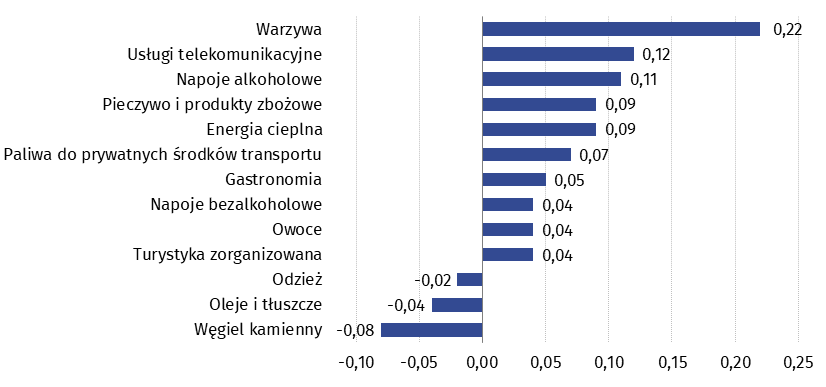 Warzywa 0,22
Usługi telekomunikacyjne 0,12
Napoje alkoholowe 0,11
Pieczywo i produkty zbożowe 0,09
Energia cieplna 0,09
Paliwa do prywatnych środków transportu 0,07
Gastronomia 0,05
Napoje bezalkoholowe 0,04
Owoce 0,04
Turystyka zorganizowana 0,04
Odzież -0,02
Oleje i tłuszcze -0,04
Węgiel kamienny -0,08
-0,10 -0,05 0,00 0,05 0,10 0,15 0,20 0,25